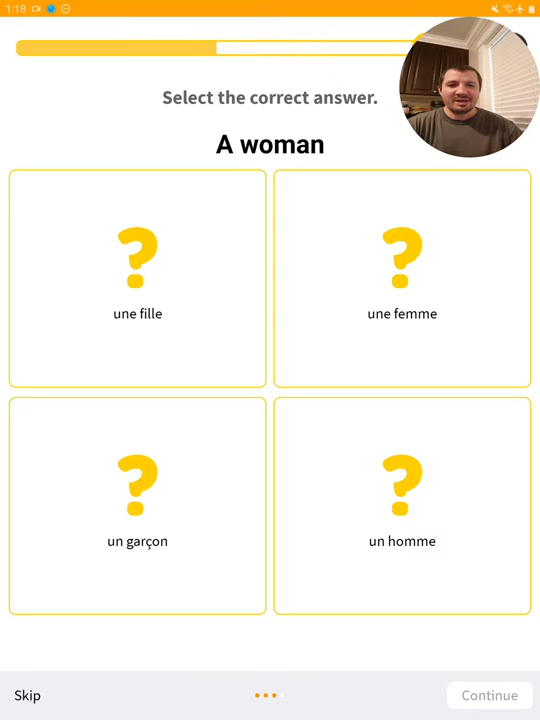 1:18
Select the correct answer.
A woman
?
?
une fille
une femme
?
?
un garçon
un homme
Skip
Continue